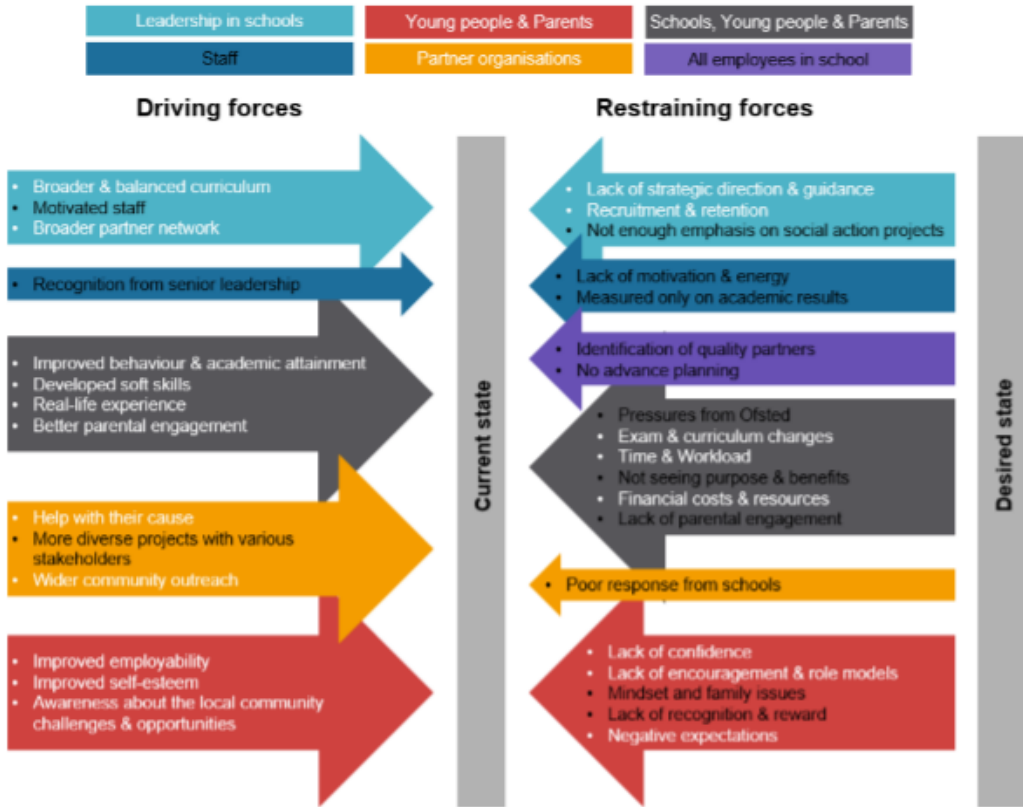 Leadership in schools
Young people & Parents
Schools, Young people & Parents
Staff
Partner organisations
All employees in school
Driving forces
Restraining forces
• Broader & balanced curriculum
• Motivated staff
• Broader partner network
• Recognition from senior leadership
• Improved behaviour & academic attainment
• Developed soft skills
• Real-life experience
• Better parental engagement
• Help with their cause
• More diverse projects with various
stakeholders
• Wider community outreach
• Improved employability
• Improved self-esteem
• Awareness about the local community
challenges & opportunities
Current state
• Lack of strategic direction & guidance
• Recruitment & retention
• Not enough emphasis on social action projects
• Lack of motivation & energy
• Measured only on academic results
• Identification of quality partners
• No advance planning
• Pressures from Ofsted
• Exam & curriculum changes
• Time & Workload
• Not seeing purpose & benefits
• Financial costs & resources
• Lack of parental engagement
• Poor response from schools
• Lack of confidence
• Lack of encouragement & role models
• Mindset and family issues
• Lack of recognition & reward
• Negative expectations
Desired state